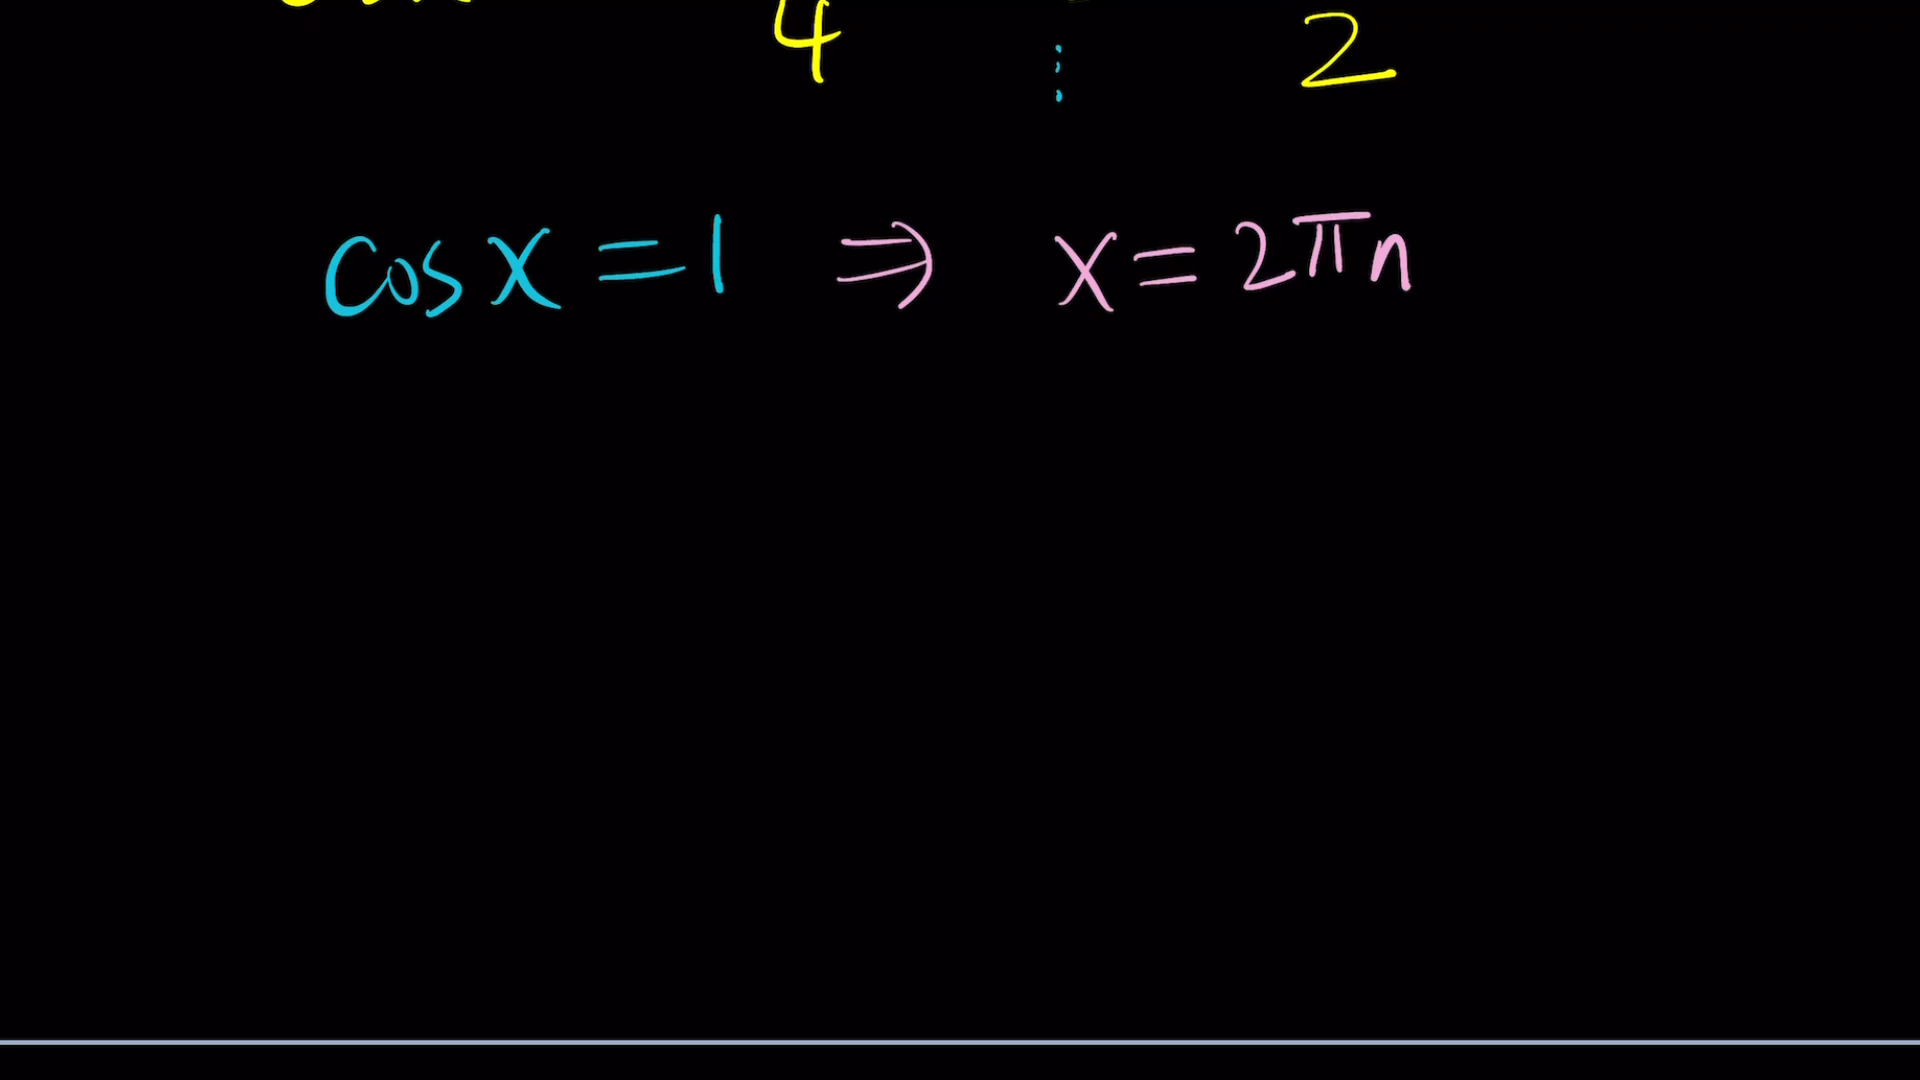 4 ⋮ 2
cos x = 1 ⇒ x = 2πn